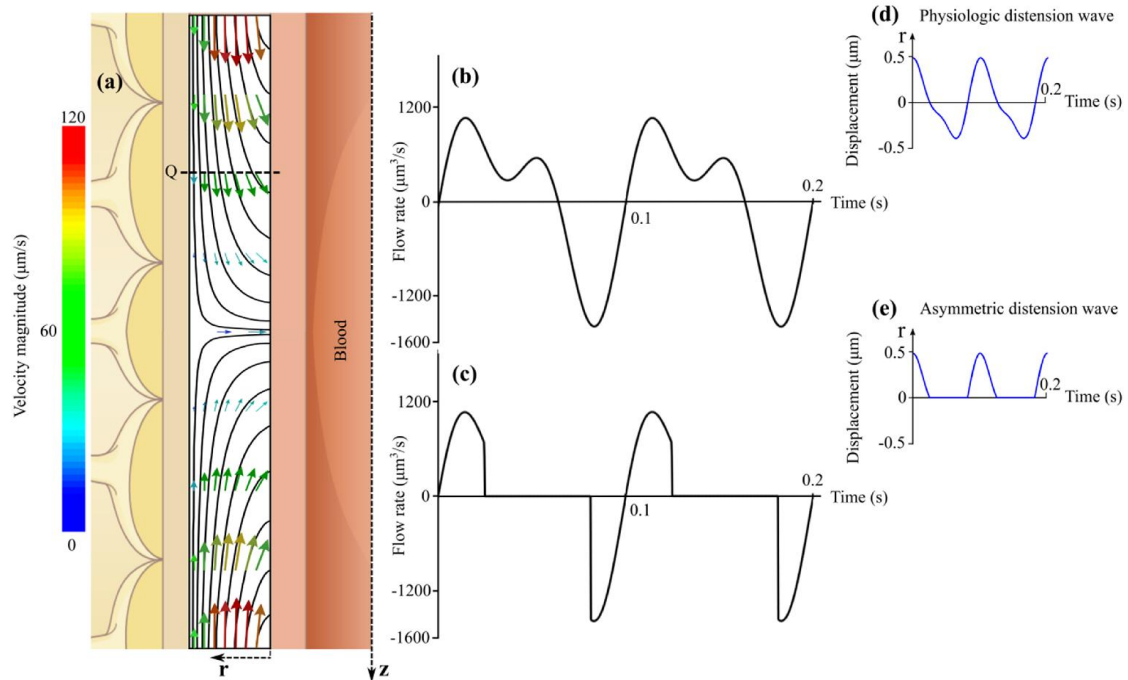 (a)
Velocity magnitude (µm/s)
120
60
0
Q
Blood
r
z
(b)
Flow rate (µm³/s)
1200
0
-1200
-1600
0.1
0.2
Time (s)
(c)
Flow rate (µm³/s)
1200
0
-1200
-1600
0.1
0.2
Time (s)
(d) Physiologic distension wave
r
Displacement (µm)
0.5
0
-0.5
0.2
Time (s)
(e) Asymmetric distension wave
r
Displacement (µm)
0.5
0
-0.5
0.2
Time (s)